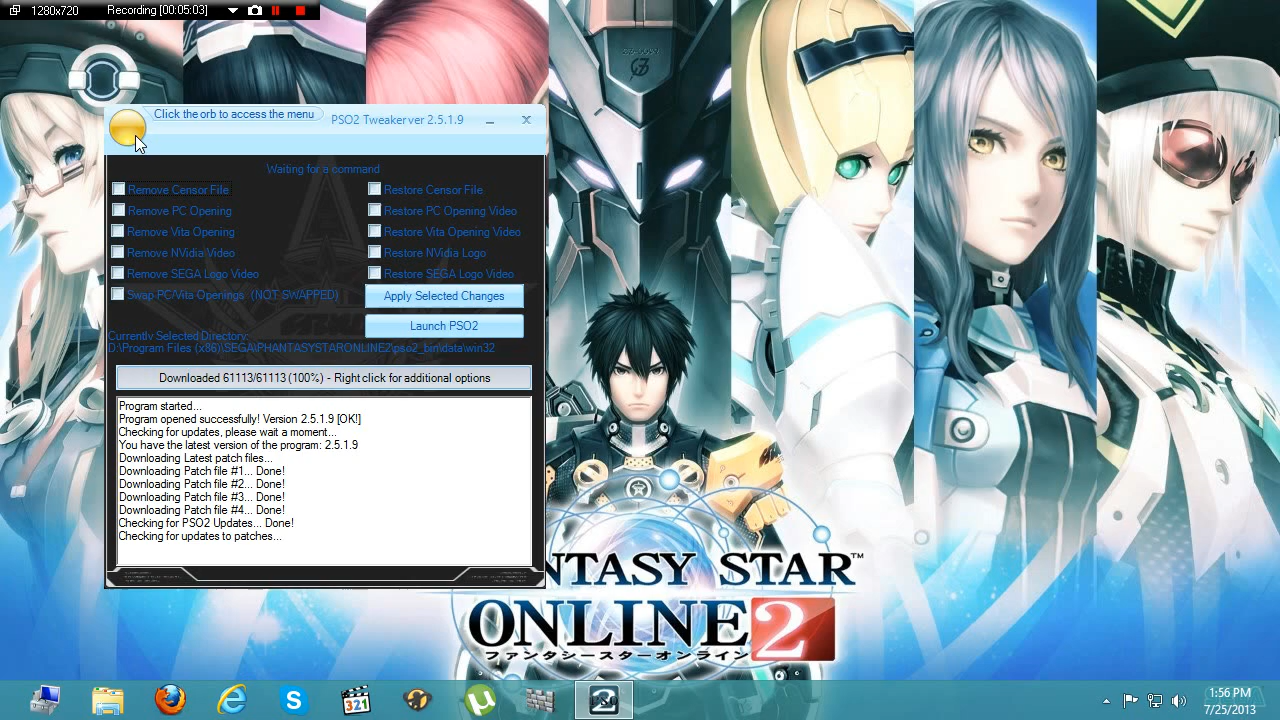 1280x720 Recording [00:05:03]
Click the orb to access the menu
PSO2 Tweaker ver 2.5.1.9
Waiting for a command
Remove Censor File
Restore Censor File
Remove PC Opening
Restore PC Opening Video
Remove Vita Opening
Restore Vita Opening Video
Remove NVidia Video
Restore NVidia Logo
Remove SEGA Logo Video
Restore SEGA Logo Video
Swap PC/Vita Openings (NOT SWAPPED)
Apply Selected Changes
Launch PSO2
Currently Selected Directory:
D:\Program Files (x86)\SEGA\PHANTASYSTARONLINE2\pso2_bin\data\win32
Downloaded 61113/61113 (100%) - Right click for additional options
Program started...
Program opened successfully! Version 2.5.1.9 [OK!]
Checking for updates, please wait a moment...
You have the latest version of the program: 2.5.1.9
Downloading Latest patch files...
Downloading Patch file #1... Done!
Downloading Patch file #2... Done!
Downloading Patch file #3... Done!
Downloading Patch file #4... Done!
Checking for PSO2 Updates... Done!
Checking for updates to patches...
NTASY STAR™
ONLINE 2
ファンタシースターオンライン
321
1:56 PM
7/25/2013